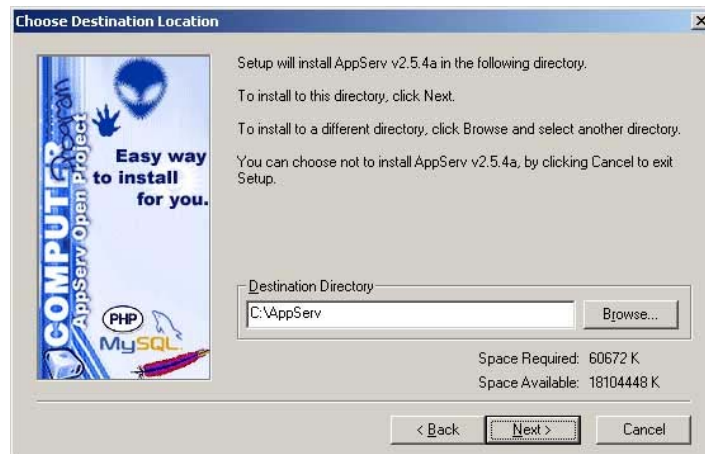 Choose Destination Location
Setup will install AppServ v2.5.4a in the following directory.
To install to this directory, click Next.
To install to a different directory, click Browse and select another directory.
You can choose not to install AppServ v2.5.4a, by clicking Cancel to exit
Setup.
COMPUTER
Program
AppServ Open Project
Easy way
to install
for you.
PHP
MySQL
Destination Directory
C:\AppServ
Browse...
Space Required: 60672 K
Space Available: 18104448 K
< Back
Next >
Cancel